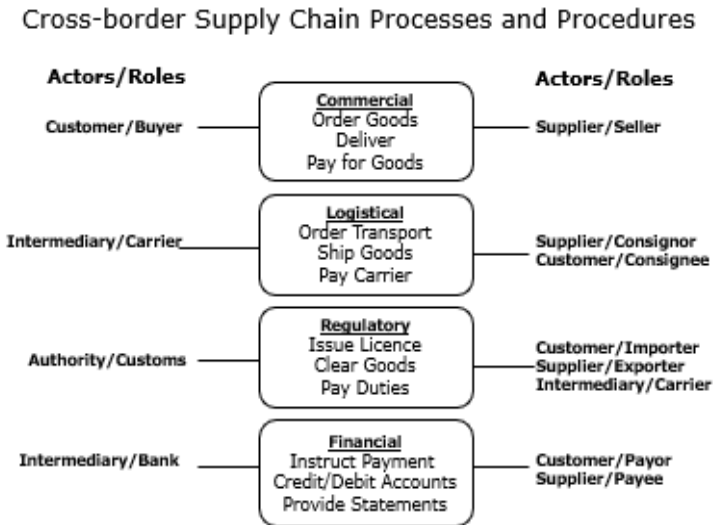 Cross-border Supply Chain Processes and Procedures
Actors/Roles
Actors/Roles
Customer/Buyer
Commercial
Order Goods
Deliver
Pay for Goods
Supplier/Seller
Intermediary/Carrier
Logistical
Order Transport
Ship Goods
Pay Carrier
Supplier/Consignor
Customer/Consignee
Authority/Customs
Regulatory
Issue Licence
Clear Goods
Pay Duties
Customer/Importer
Supplier/Exporter
Intermediary/Carrier
Intermediary/Bank
Financial
Instruct Payment
Credit/Debit Accounts
Provide Statements
Customer/Payor
Supplier/Payee